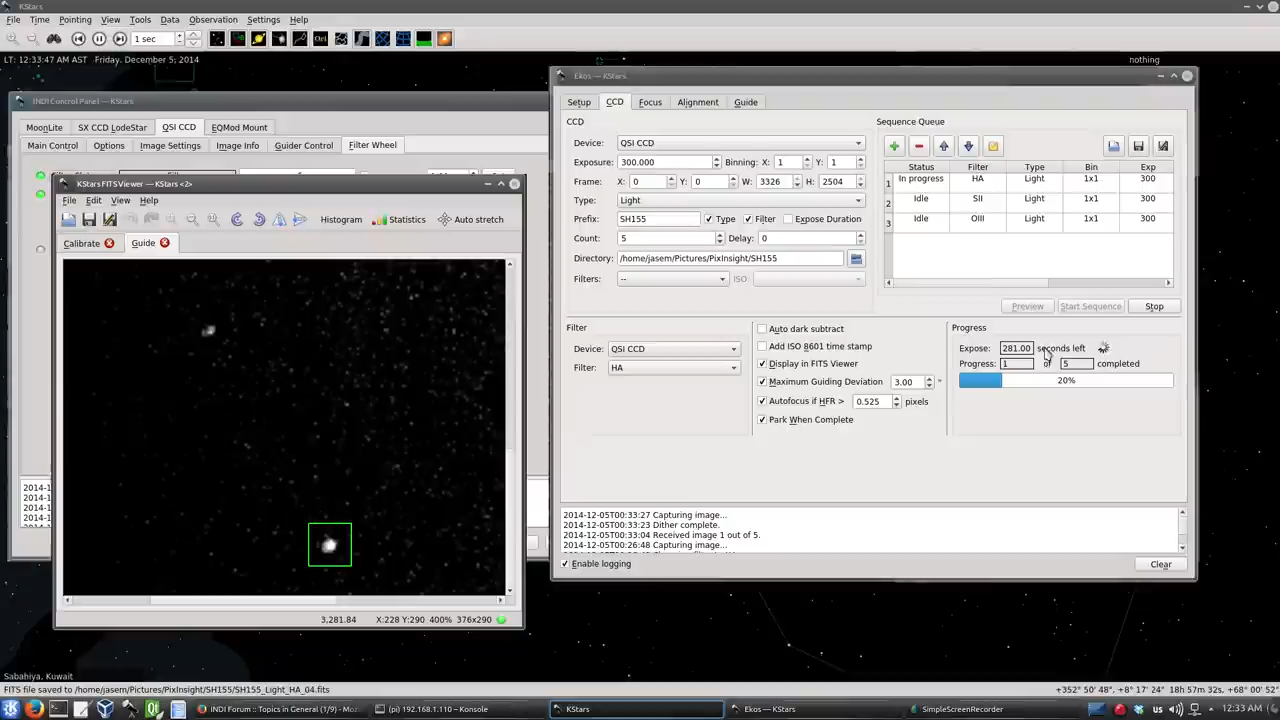 KStars
File Time Pointing View Tools Data Observation Settings Help
1 sec
LT: 12:33:47 AM AST Friday, December 5, 2014
nothing
INDI Control Panel — KStars
MoonLite SX CCD LodeStar QSI CCD EQMod Mount
Main Control Options Image Settings Image Info Guider Control Filter Wheel
KStars FITS Viewer — KStars <2>
File Edit View Help
Histogram Statistics Auto stretch
Calibrate Guide
3,281.84 X:228 Y:290 400% 376x290
2014-1
2014-1
2014-1
2014-1
Ekos — KStars
Setup CCD Focus Alignment Guide
CCD
Device: QSI CCD
Exposure: 300.000 Binning: X: 1 Y: 1
Frame: X: 0 Y: 0 W: 3326 H: 2504
Type: Light
Prefix: SH155 Type Filter Expose Duration
Count: 5 Delay: 0
Directory: /home/jasem/Pictures/PixInsight/SH155
Filters: -- ISO
Sequence Queue
Status Filter Type Bin Exp
1 In progress HA Light 1x1 300
2 Idle SII Light 1x1 300
3 Idle OIII Light 1x1 300
Preview Start Sequence Stop
Filter
Device: QSI CCD
Filter: HA
Auto dark subtract
Add ISO 8601 time stamp
Display in FITS Viewer
Maximum Guiding Deviation 3.00 "
Autofocus if HFR > 0.525 pixels
Park When Complete
Progress
Expose: 281.00 seconds left
Progress: 1 of 5 completed
20%
2014-12-05T00:33:27 Capturing image...
2014-12-05T00:33:23 Dither complete.
2014-12-05T00:33:04 Received image 1 out of 5.
2014-12-05T00:26:48 Capturing image...
Enable logging Clear
Sabahiya, Kuwait
FITS file saved to /home/jasem/Pictures/PixInsight/SH155/SH155_Light_HA_04.fits
+352° 50' 48", +8° 17' 24" 18h 57m 32s, +68° 00' 52"
INDI Forum :: Topics in General (1/9) - Mozi
(pi) 192.168.1.110 – Konsole
KStars
Ekos — KStars
SimpleScreenRecorder
us
12:33 AM